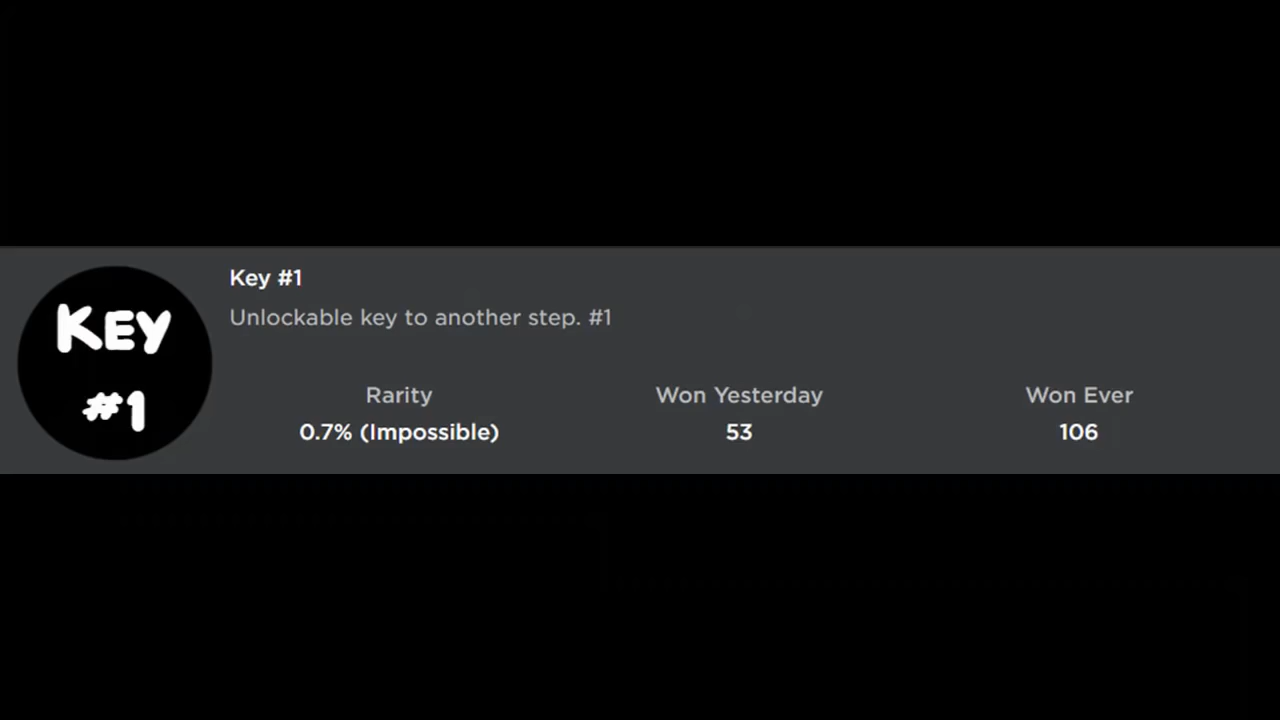 KEY
#1
Key #1
Unlockable key to another step. #1
Rarity Won Yesterday Won Ever
0.7% (Impossible) 53 106